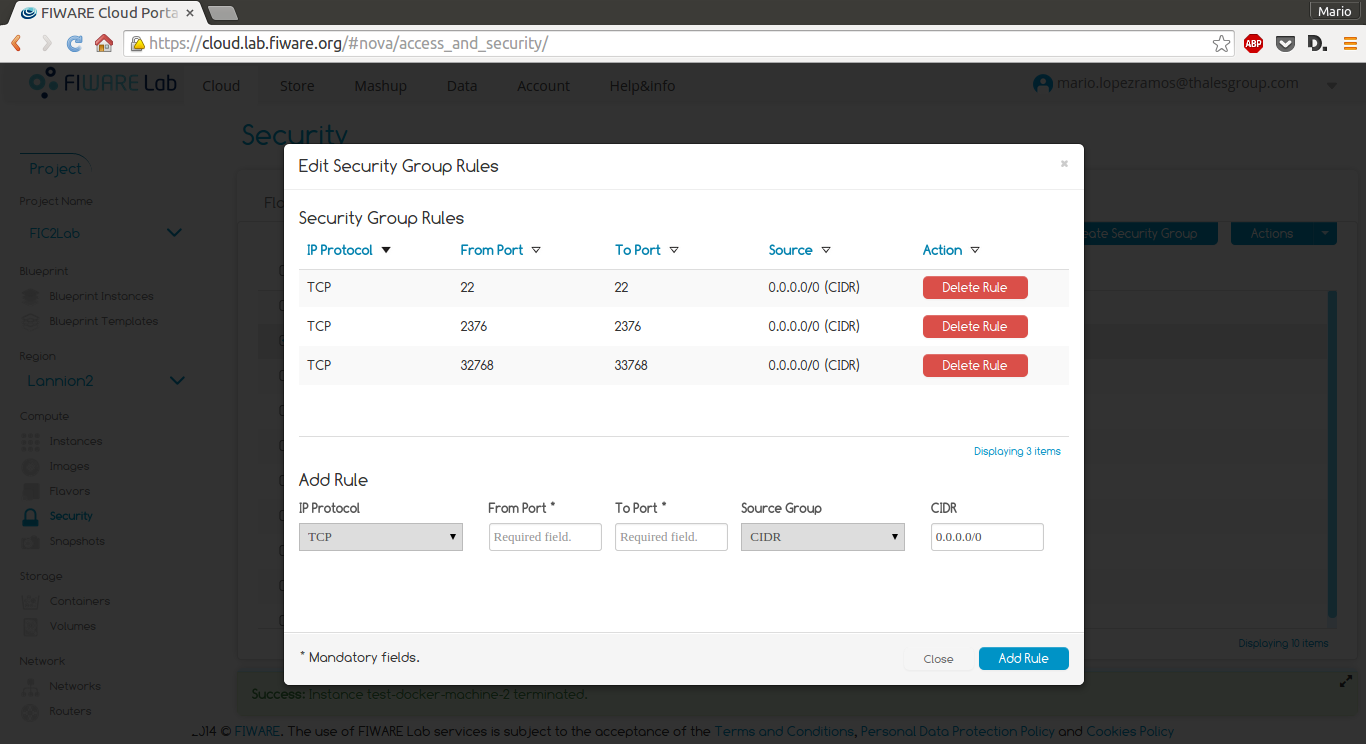 FIWARE Cloud Porta
Mario
https://cloud.lab.fiware.org/#nova/access_and_security/
ABP
D.
FIWARE Lab
Cloud
Store
Mashup
Data
Account
Help&Info
mario.lopezramos@thalesgroup.com
Security
Project
Project Name
FIC2Lab
Blueprint
Blueprint Instances
Blueprint Templates
Region
Lannion2
Compute
Instances
Images
Flavors
Security
Snapshots
Storage
Containers
Volumes
Network
Networks
Routers
Security Group
Actions
Edit Security Group Rules
Security Group Rules
IP Protocol From Port To Port Source Action
TCP 22 22 0.0.0.0/0 (CIDR) Delete Rule
TCP 2376 2376 0.0.0.0/0 (CIDR) Delete Rule
TCP 32768 33768 0.0.0.0/0 (CIDR) Delete Rule
Displaying 3 items
Add Rule
IP Protocol From Port * To Port * Source Group CIDR
TCP Required field. Required field. CIDR 0.0.0.0/0
* Mandatory fields.
Close
Add Rule
Displaying 10 items
Success: Instance test-docker-machine-2 terminated.
2014 © FIWARE. The use of FIWARE Lab services is subject to the acceptance of the Terms and Conditions, Personal Data Protection Policy and Cookies Policy